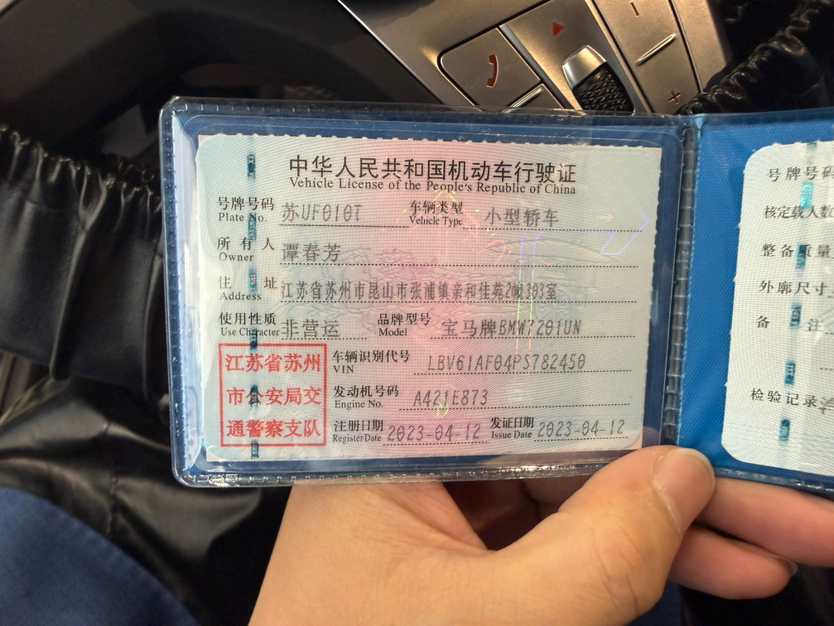 中华人民共和国机动车行驶证
Vehicle License of the People's Republic of China
号牌号码 Plate No. 苏UF010T 车辆类型 Vehicle Type 小型轿车
所有人 Owner 谭春芳
住址 Address 江苏省苏州市昆山市张浦镇亲和佳苑
使用性质 Use Character 非营运 品牌型号 Model 宝马牌BMW7201UN
江苏省苏州
市公安局交
通警察支队
车辆识别代号 VIN LBV61AF04PS782450
发动机号码 Engine No. A421E873
注册日期 Register Date 2023-04-12 发证日期 Issue Date 2023-04-12
号牌号码
核定载人数
整备质量
外廓尺寸
备注
检验记录